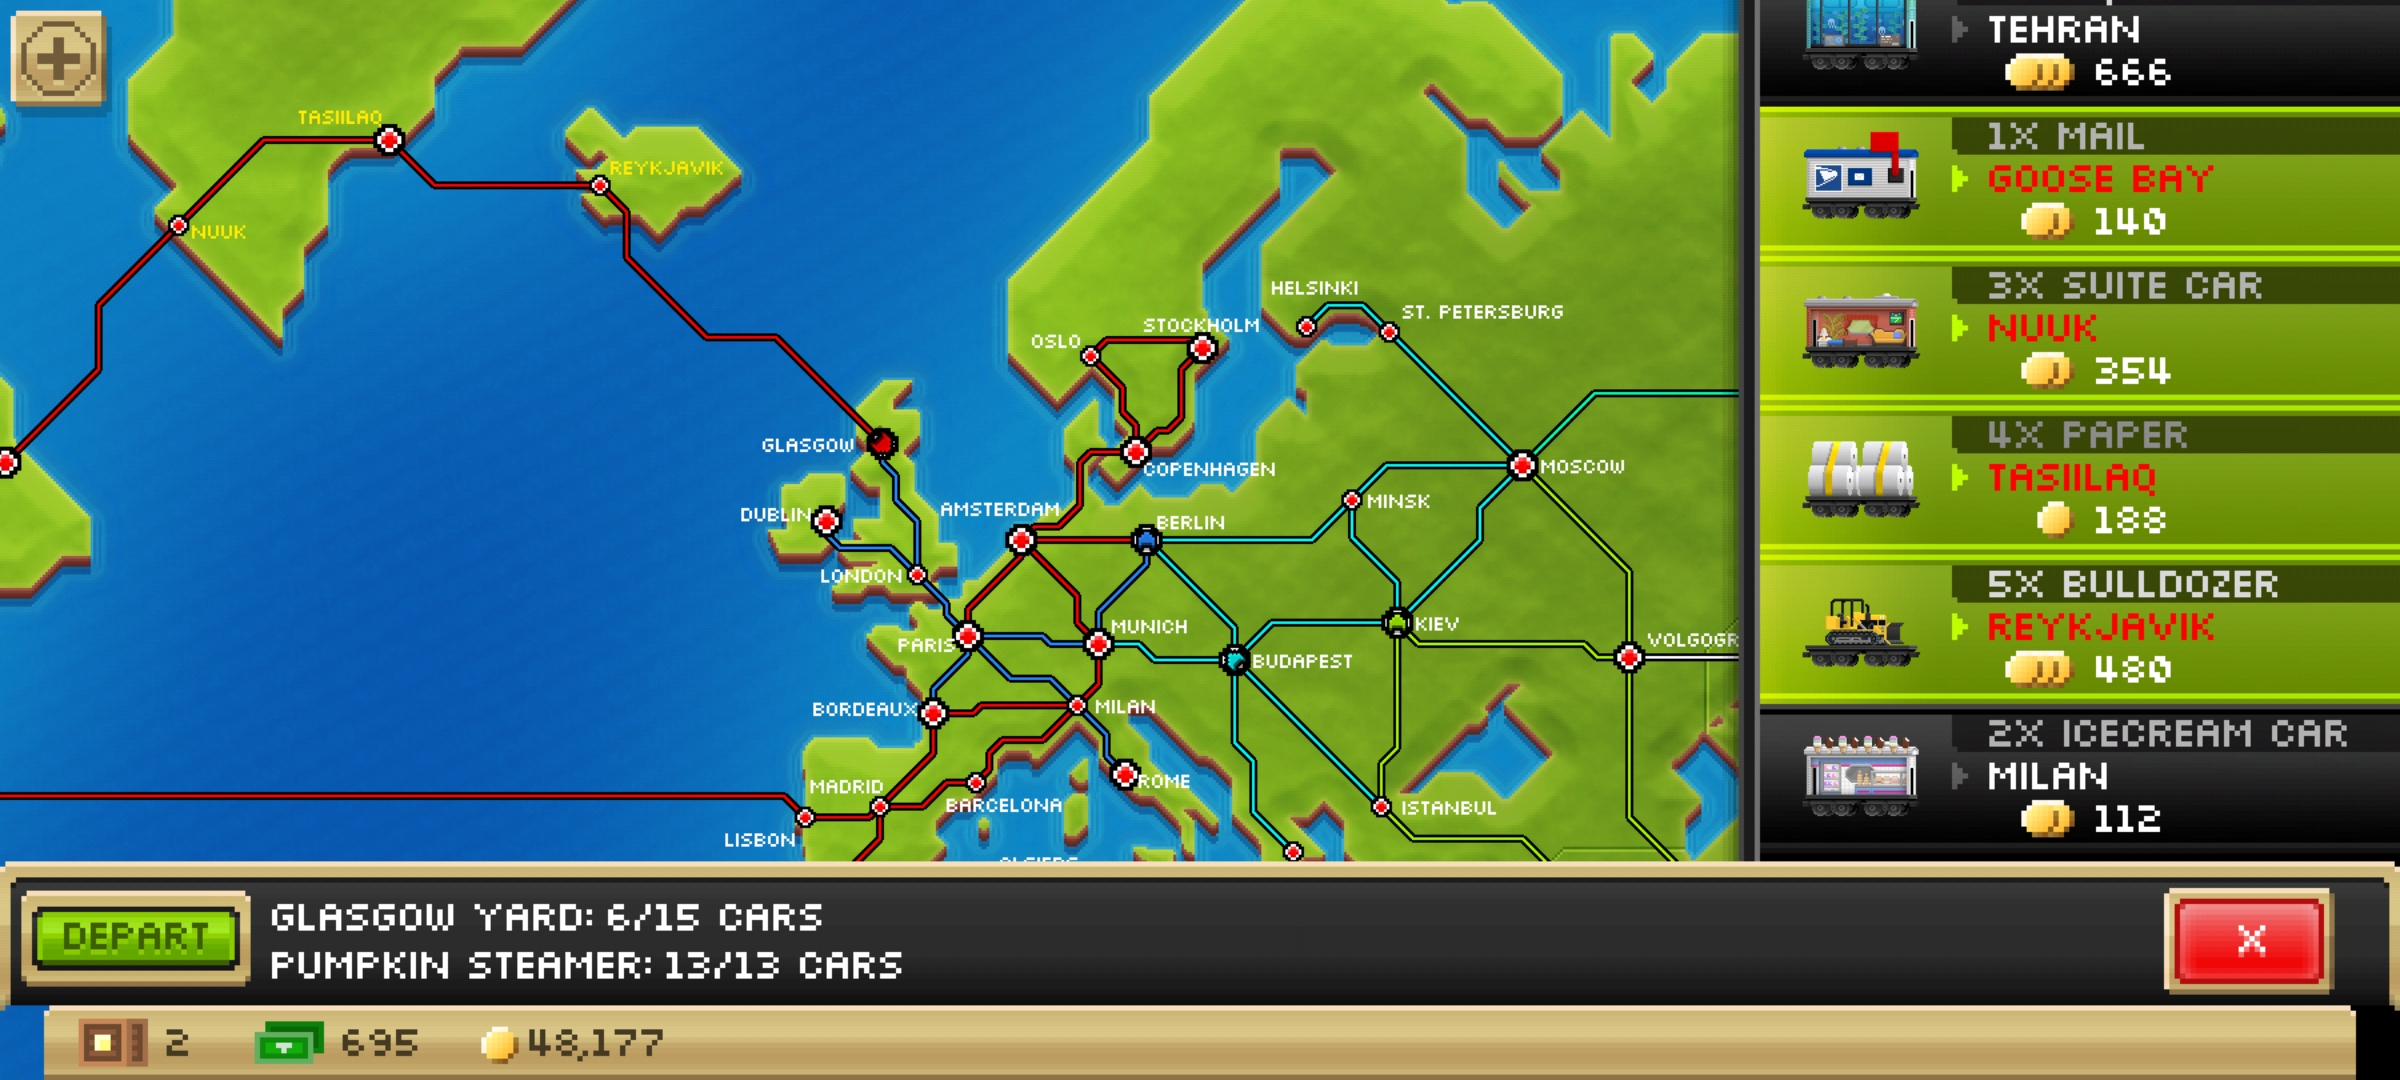 TASIILAQ
REYKJAVIK
NUUK
HELSINKI
ST. PETERSBURG
STOCKHOLM
OSLO
GLASGOW
COPENHAGEN
MOSCOW
MINSK
AMSTERDAM
DUBLIN
BERLIN
LONDON
MUNICH
KIEV
PARIS
VOLGOGR
BUDAPEST
BORDEAUX
MILAN
MADRID
ROME
BARCELONA
ISTANBUL
LISBON
TEHRAN
666
1X MAIL
GOOSE BAY
140
3X SUITE CAR
NUUK
354
4X PAPER
TASIILAQ
188
5X BULLDOZER
REYKJAVIK
480
2X ICECREAM CAR
MILAN
112
DEPART
GLASGOW YARD: 6/15 CARS
PUMPKIN STEAMER: 13/13 CARS
X
2
695
48,177